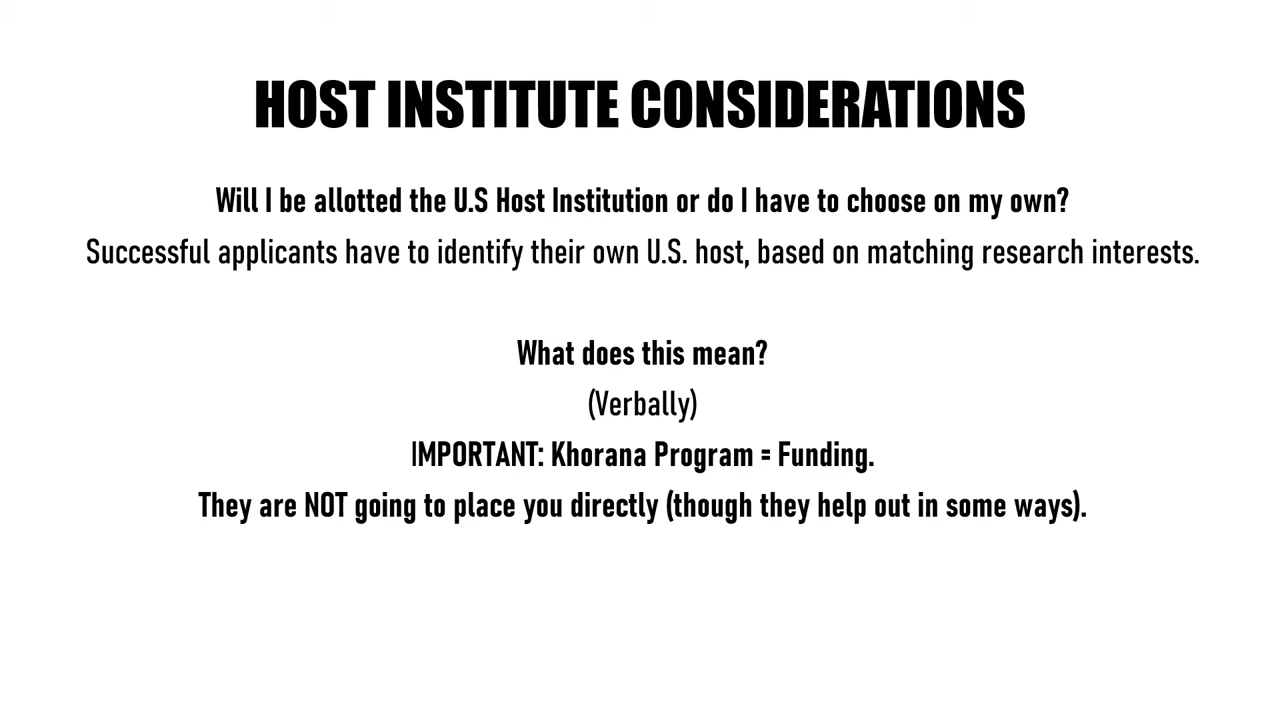 HOST INSTITUTE CONSIDERATIONS
Will I be allotted the U.S Host Institution or do I have to choose on my own?
Successful applicants have to identify their own U.S. host, based on matching research interests.
What does this mean?
(Verbally)
IMPORTANT: Khorana Program = Funding.
They are NOT going to place you directly (though they help out in some ways).